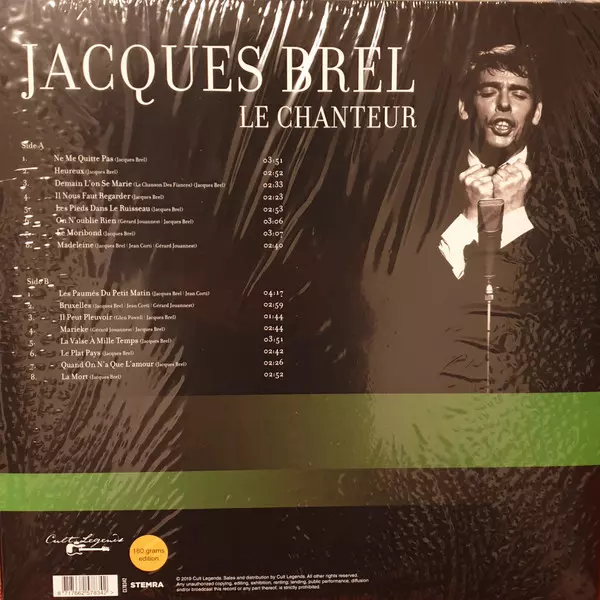 JACQUES BREL
LE CHANTEUR
Side A
1. Ne Me Quitte Pas (Jacques Brel) 03:51
2. Heureux (Jacques Brel) 02:52
3. Demain L'on Se Marie (La Chanson Des Fiances) (Jacques Brel) 02:33
4. Il Nous Faut Regarder (Jacques Brel) 02:23
5. Les Pieds Dans Le Ruisseau (Jacques Brel) 02:53
6. On N'oublie Rien (Gérard Jouannest | Jacques Brel) 03:06
7. Le Moribond (Jacques Brel) 03:07
8. Madeleine (Jacques Brel | Jean Corti | Gérard Jouannest) 02:40
Side B
1. Les Paumés Du Petit Matin (Jacques Brel | Jean Corti) 04:17
2. Bruxelles (Jacques Brel | Jean Corti | Gérard Jouannest) 02:59
3. Il Peut Pleuvoir (Glen Powell | Jacques Brel) 01:44
4. Marieke (Gérard Jouannest | Jacques Brel) 02:44
5. La Valse À Mille Temps (Jacques Brel) 03:51
6. Le Plat Pays (Jacques Brel) 02:42
7. Quand On N'a Que L'amour (Jacques Brel) 02:26
8. La Mort (Jacques Brel) 02:52
Cult Legends
180 grams
edition
STEMRA
8 717662 578342 >
© 2019 Cult Legends. Sales and distribution by Cult Legends. All other rights reserved.
Any unauthorized copying, editing, exhibition, renting, lending, public performance, diffusion
and/or broadcast this record or any part thereof, is strictly prohibited.